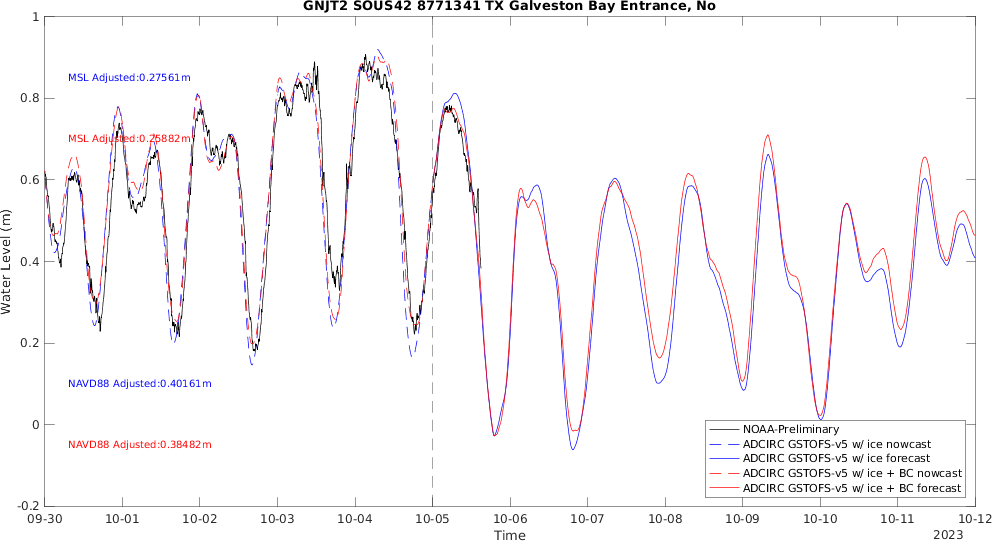 GNJT2 SOUS42 8771341 TX Galveston Bay Entrance, No
1
0.8
0.6
0.4
0.2
0
-0.2
Water Level (m)
MSL Adjusted:0.27561m
MSL Adjusted:0.25882m
NAVD88 Adjusted:0.40161m
NAVD88 Adjusted:0.38482m
NOAA-Preliminary
ADCIRC GSTOFS-v5 w/ ice nowcast
ADCIRC GSTOFS-v5 w/ ice forecast
ADCIRC GSTOFS-v5 w/ ice + BC nowcast
ADCIRC GSTOFS-v5 w/ ice + BC forecast
09-30 10-01 10-02 10-03 10-04 10-05 10-06 10-07 10-08 10-09 10-10 10-11 10-12
Time
2023